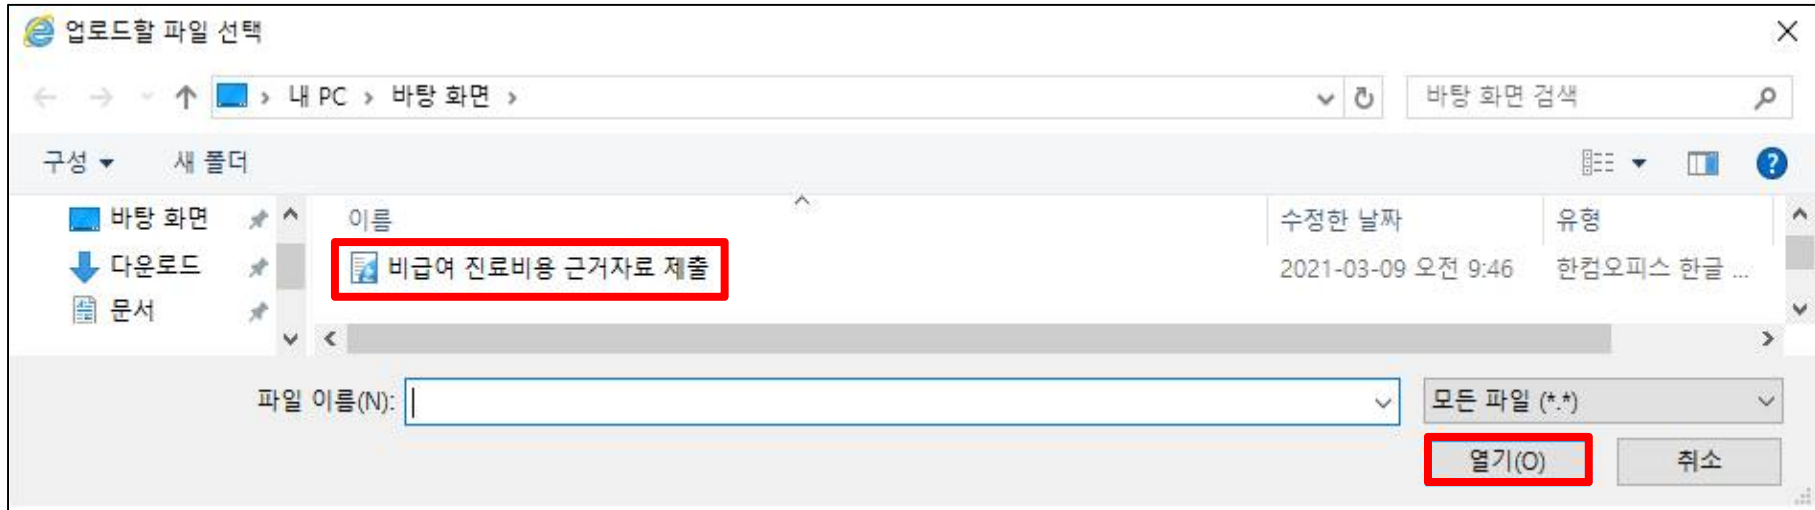 업로드할 파일 선택
내 PC > 바탕 화면 >
바탕 화면 검색
구성
새 폴더
바탕 화면
다운로드
문서
이름
수정한 날짜
유형
비급여 진료비용 근거자료 제출
2021-03-09 오전 9:46
한컴오피스 한글 ...
파일 이름(N):
모든 파일 (*.*)
열기(O)
취소